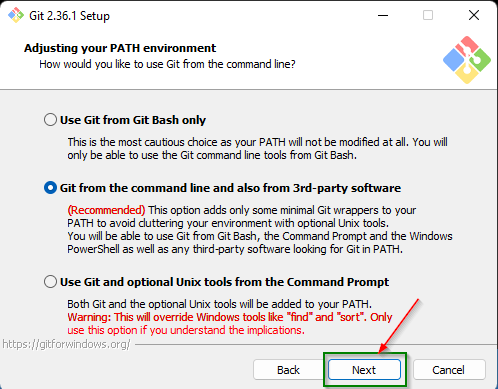 Git 2.36.1 Setup
Adjusting your PATH environment
How would you like to use Git from the command line?
Use Git from Git Bash only
This is the most cautious choice as your PATH will not be modified at all. You will
only be able to use the Git command line tools from Git Bash.
Git from the command line and also from 3rd-party software
(Recommended) This option adds only some minimal Git wrappers to your
PATH to avoid cluttering your environment with optional Unix tools.
You will be able to use Git from Git Bash, the Command Prompt and the Windows
PowerShell as well as any third-party software looking for Git in PATH.
Use Git and optional Unix tools from the Command Prompt
Both Git and the optional Unix tools will be added to your PATH.
Warning: This will override Windows tools like "find" and "sort". Only
use this option if you understand the implications.
https://gitforwindows.org/
Back Next Cancel